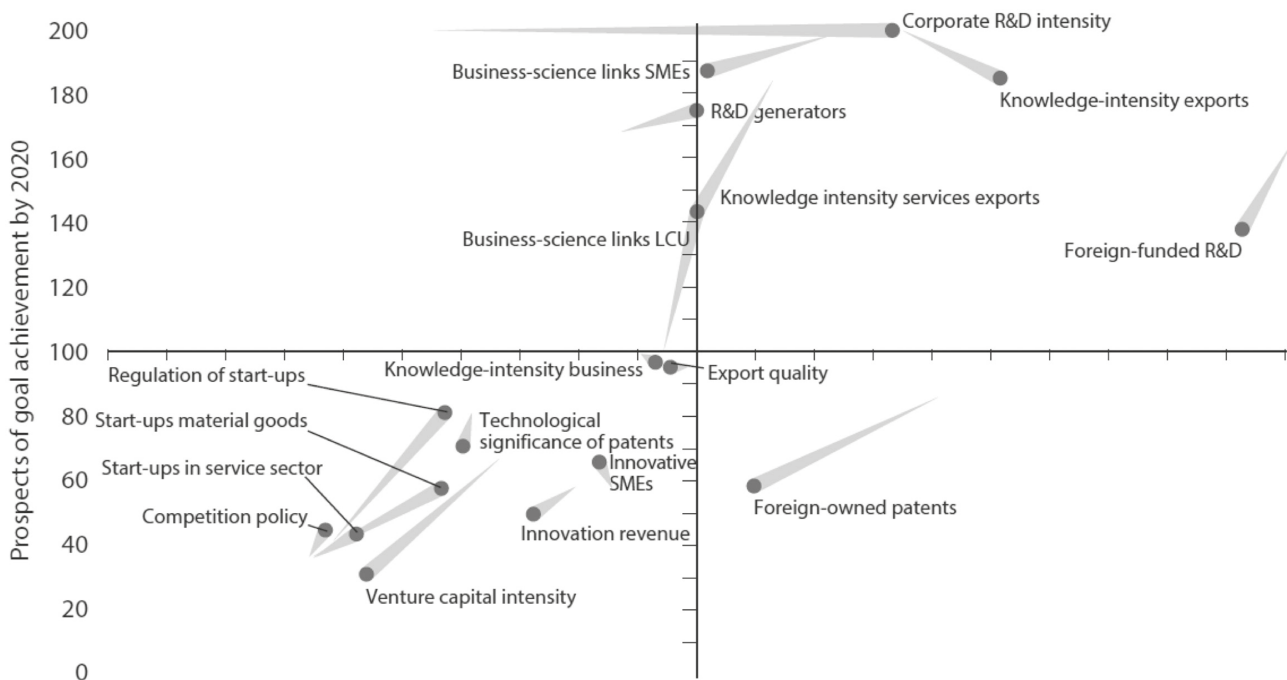 Prospects of goal achievement by 2020
200
180
160
140
120
100
80
60
40
20
0
Corporate R&D intensity
Business-science links SMEs
Knowledge-intensity exports
R&D generators
Knowledge intensity services exports
Business-science links LCU
Foreign-funded R&D
Regulation of start-ups
Knowledge-intensity business
Export quality
Start-ups material goods
Technological
significance of patents
Start-ups in service sector
Innovative
SMEs
Competition policy
Foreign-owned patents
Innovation revenue
Venture capital intensity